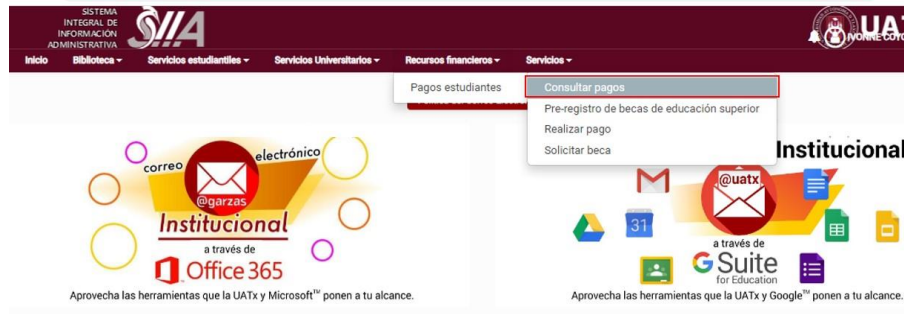 SISTEMA
INTEGRAL DE
INFORMACIÓN
ADMINISTRATIVA
SIIA
UAT
Inicio Biblioteca Servicios estudiantiles Servicios Universitarios Recursos financieros Servicios
Pagos estudiantes
Consultar pagos
Pre-registro de becas de educación superior
Realizar pago
Solicitar beca
correo electrónico
@garzas
Institucional
a través de
Office 365
Aprovecha las herramientas que la UATx y Microsoft™ ponen a tu alcance.
Institucional
@uatx
31
a través de
G Suite
for Education
Aprovecha las herramientas que la UATx y Google™ ponen a tu alcance.